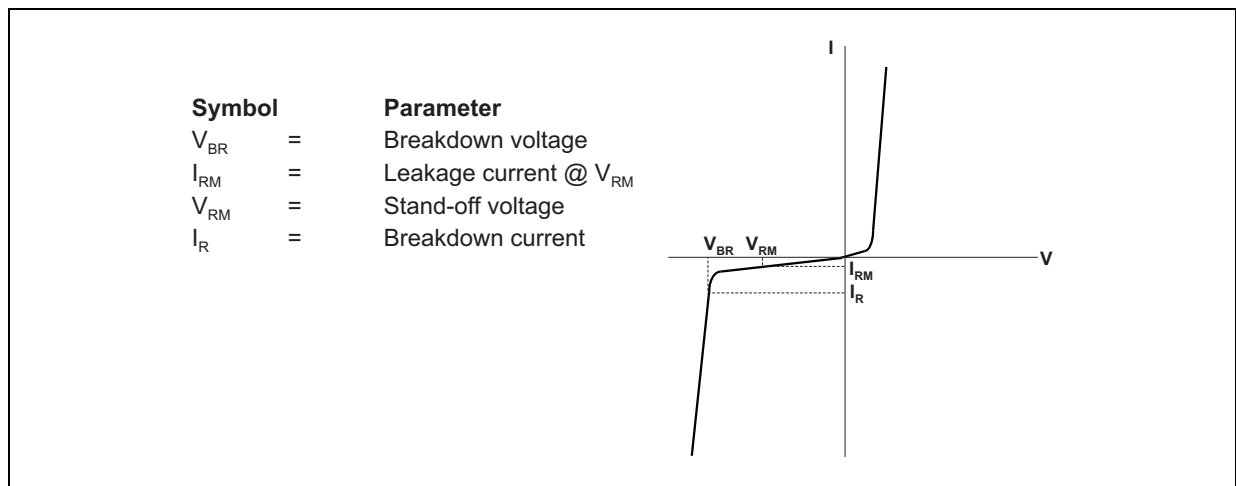 Symbol Parameter
V_BR = Breakdown voltage
I_RM = Leakage current @ V_RM
V_RM = Stand-off voltage
I_R = Breakdown current
I
V_BR V_RM
V
I_RM
I_R